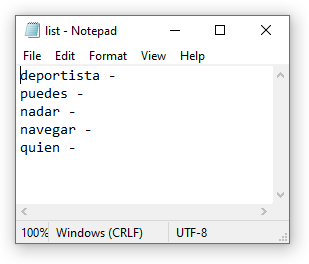 list - Notepad
File Edit Format View Help
deportista -
puedes -
nadar -
navegar -
quien -
100% Windows (CRLF) UTF-8